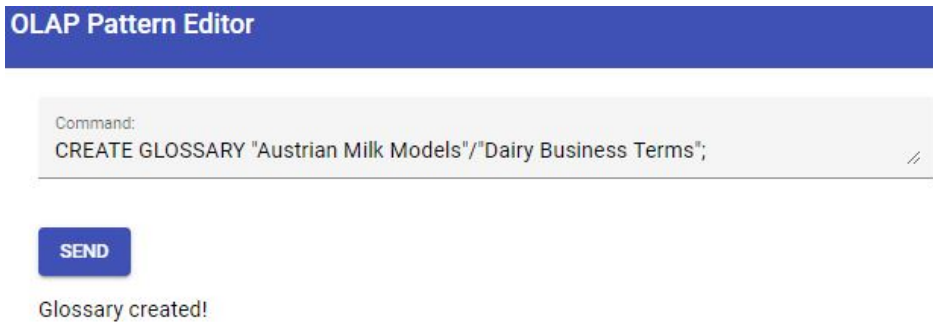 OLAP Pattern Editor
Command:
CREATE GLOSSARY "Austrian Milk Models"/"Dairy Business Terms";
SEND
Glossary created!